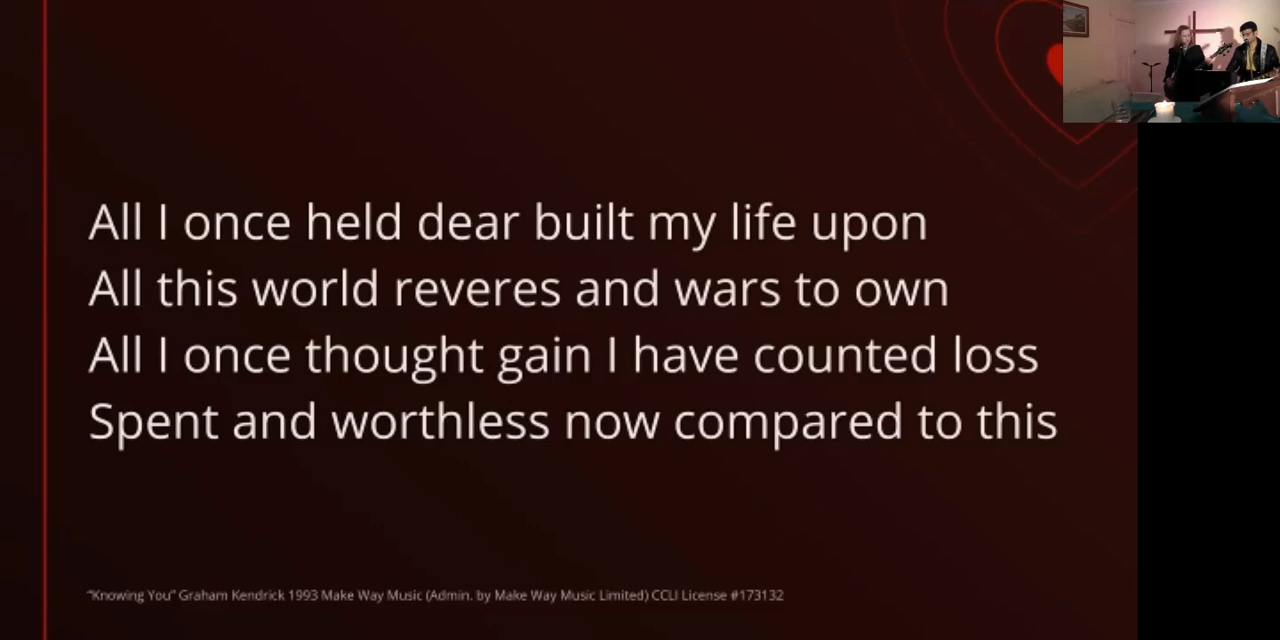 All I once held dear built my life upon
All this world reveres and wars to own
All I once thought gain I have counted loss
Spent and worthless now compared to this
"Knowing You" Graham Kendrick 1993 Make Way Music (Admin. by Make Way Music Limited) CCLI License #173132